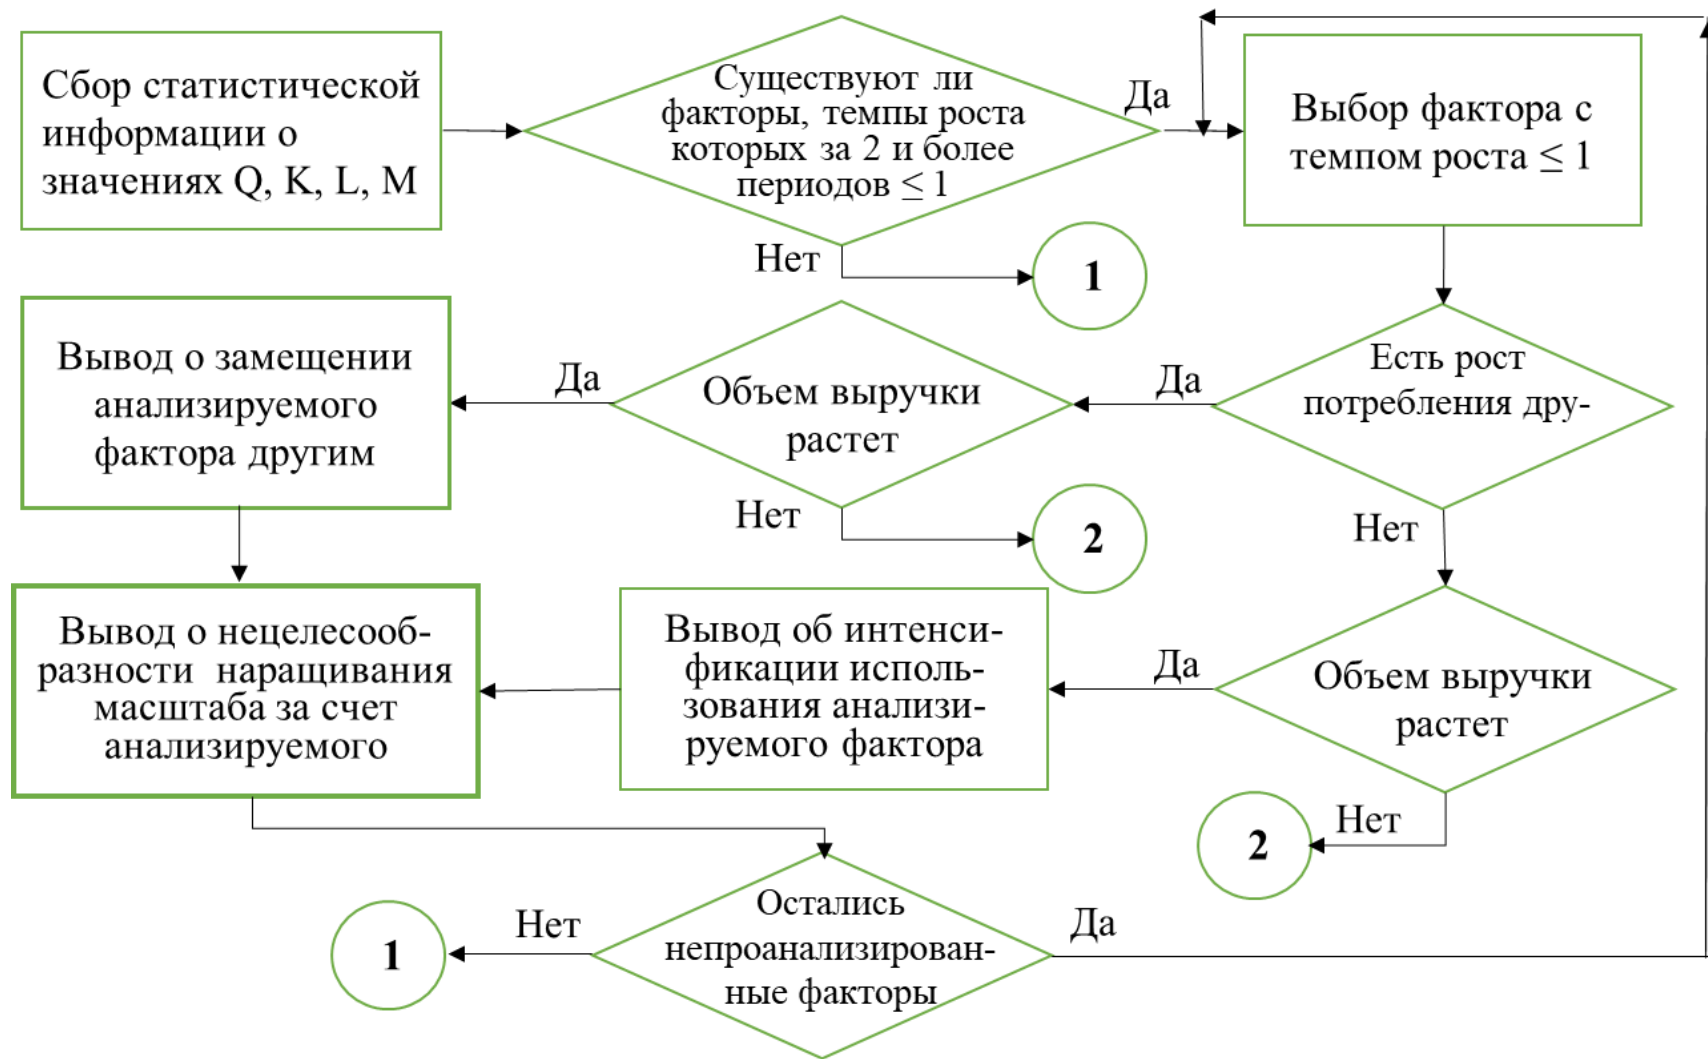 Сбор статистической
информации о
значениях Q, K, L, M
Существуют ли
факторы, темпы роста
которых за 2 и более
периодов ≤ 1
Да
Выбор фактора с
темпом роста ≤ 1
Нет
1
Вывод о замещении
анализируемого
фактора другим
Да
Объем выручки
растет
Да
Есть рост
потребления дру-
Нет
2
Нет
Вывод о нецелесооб-
разности наращивания
масштаба за счет
анализируемого
Вывод об интенси-
фикации исполь-
зования анализи-
руемого фактора
Да
Объем выручки
растет
2
Нет
1
Нет
Остались
непроанализирован-
ные факторы
Да